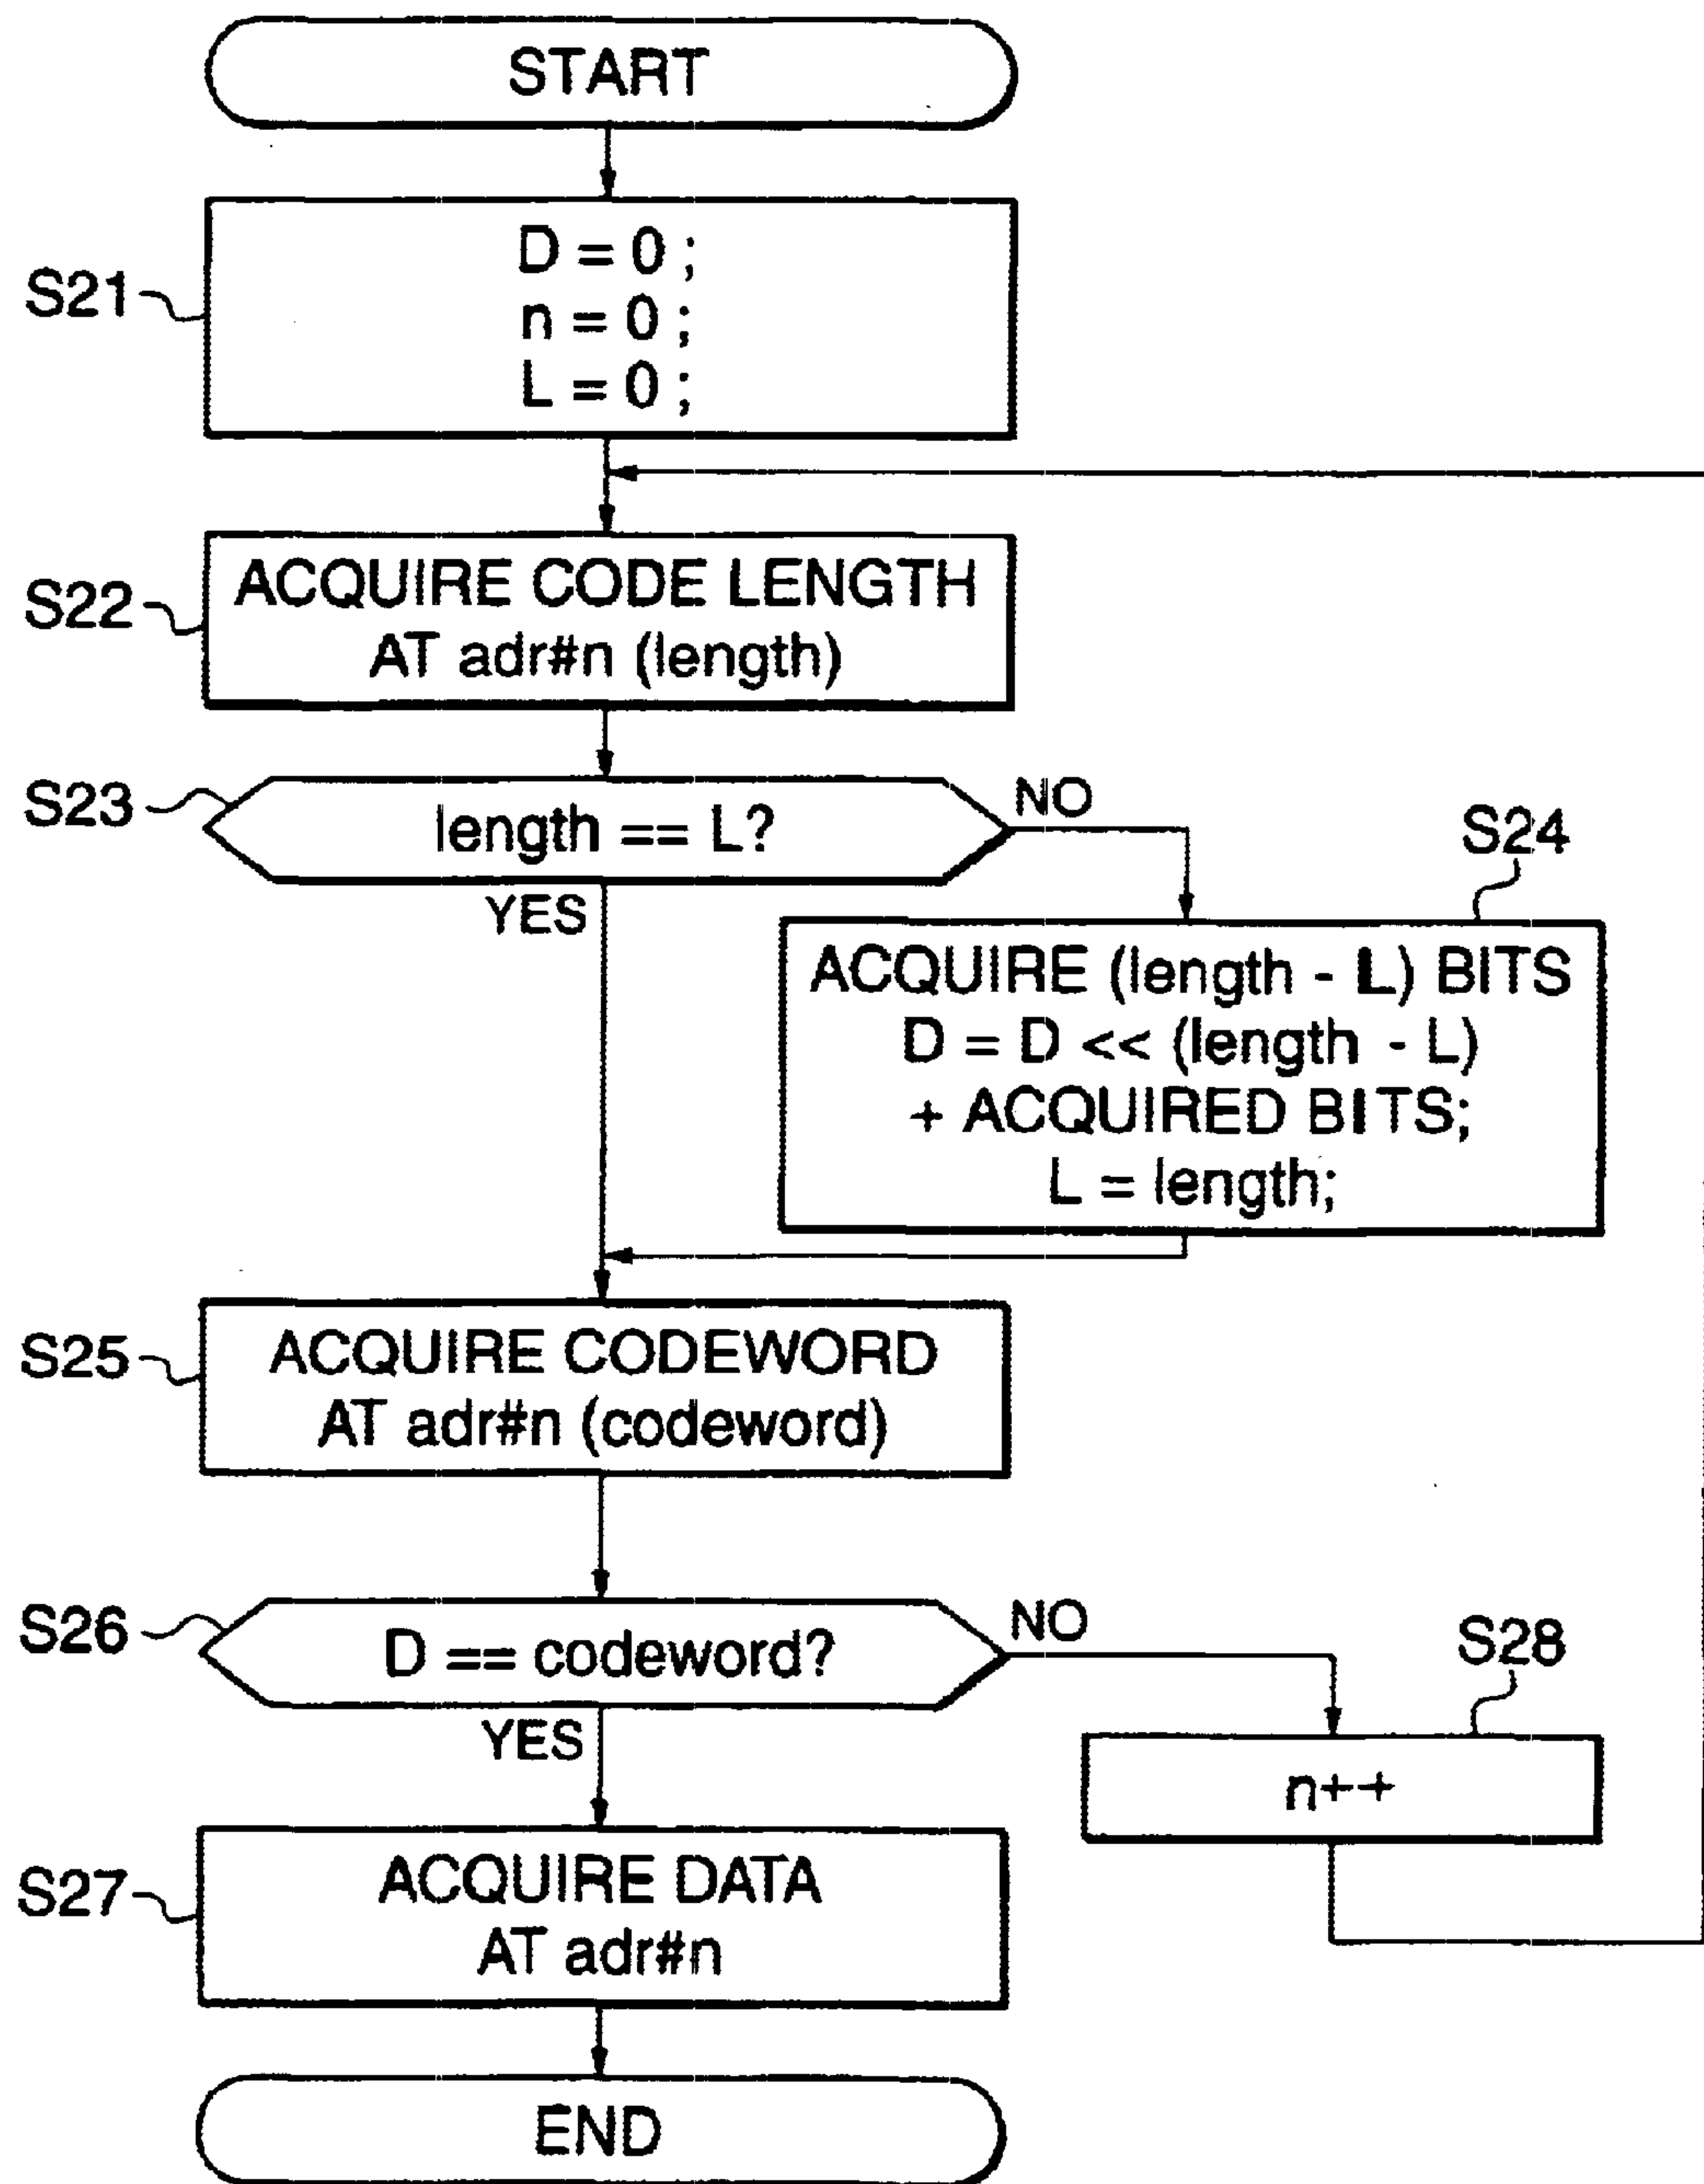 START
S21
D = 0 ;
n = 0 ;
L = 0 ;
S22
ACQUIRE CODE LENGTH
AT adr#n (length)
S23
length == L?
NO
YES
S24
ACQUIRE (length - L) BITS
D = D << (length - L)
+ ACQUIRED BITS;
L = length;
S25
ACQUIRE CODEWORD
AT adr#n (codeword)
S26
D == codeword?
NO
YES
S28
n++
S27
ACQUIRE DATA
AT adr#n
END